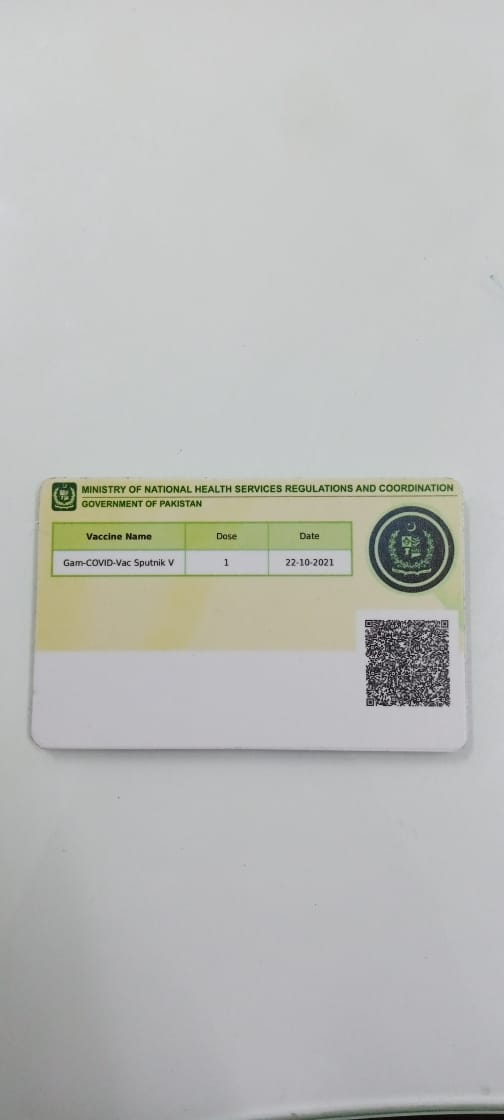 MINISTRY OF NATIONAL HEALTH SERVICES REGULATIONS AND COORDINATION
GOVERNMENT OF PAKISTAN
Vaccine Name Dose Date
Gam-COVID-Vac Sputnik V 1 22-10-2021